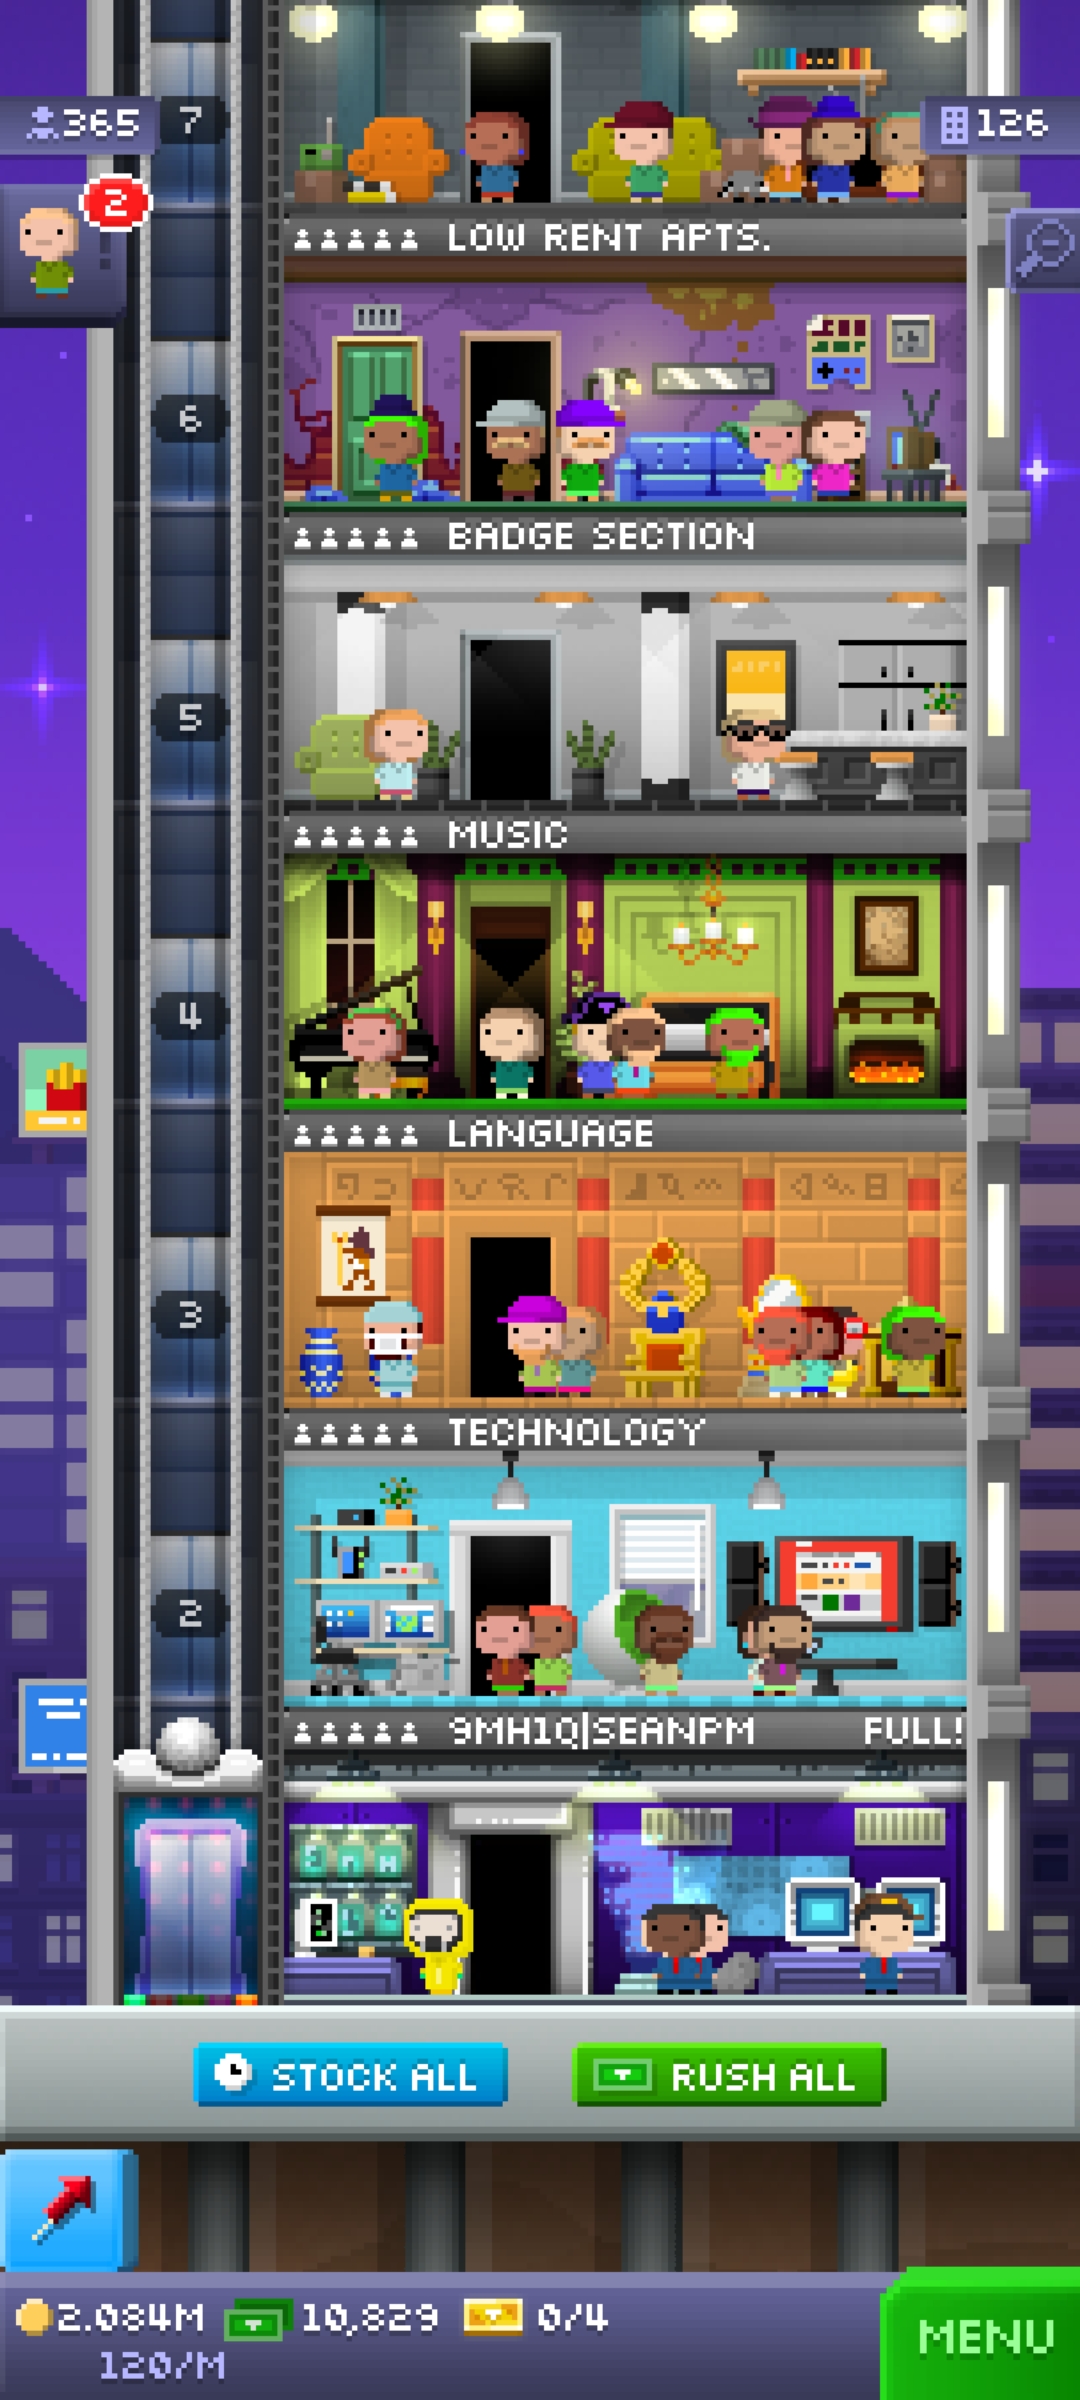 7
365
126
2
LOW RENT APTS.
6
BADGE SECTION
5
MUSIC
4
LANGUAGE
3
TECHNOLOGY
2
9MH1Q|SEANPM FULL!
STOCK ALL
RUSH ALL
2.084M 10,829 0/4
120/M
MENU